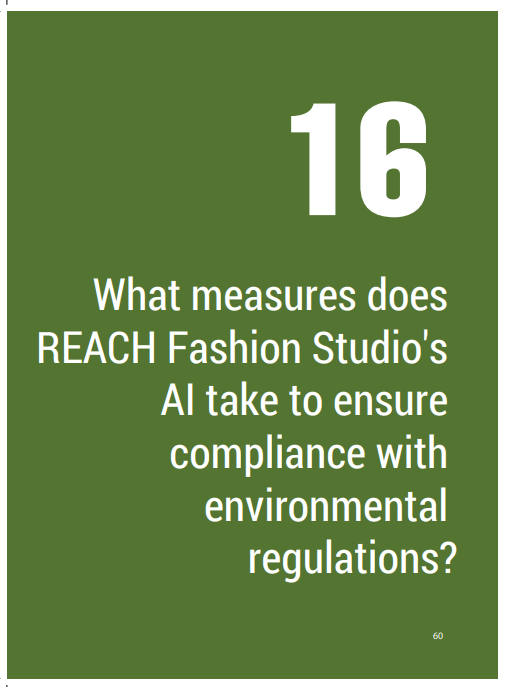 16
What measures does
REACH Fashion Studio's
AI take to ensure
compliance with
environmental
regulations?
60